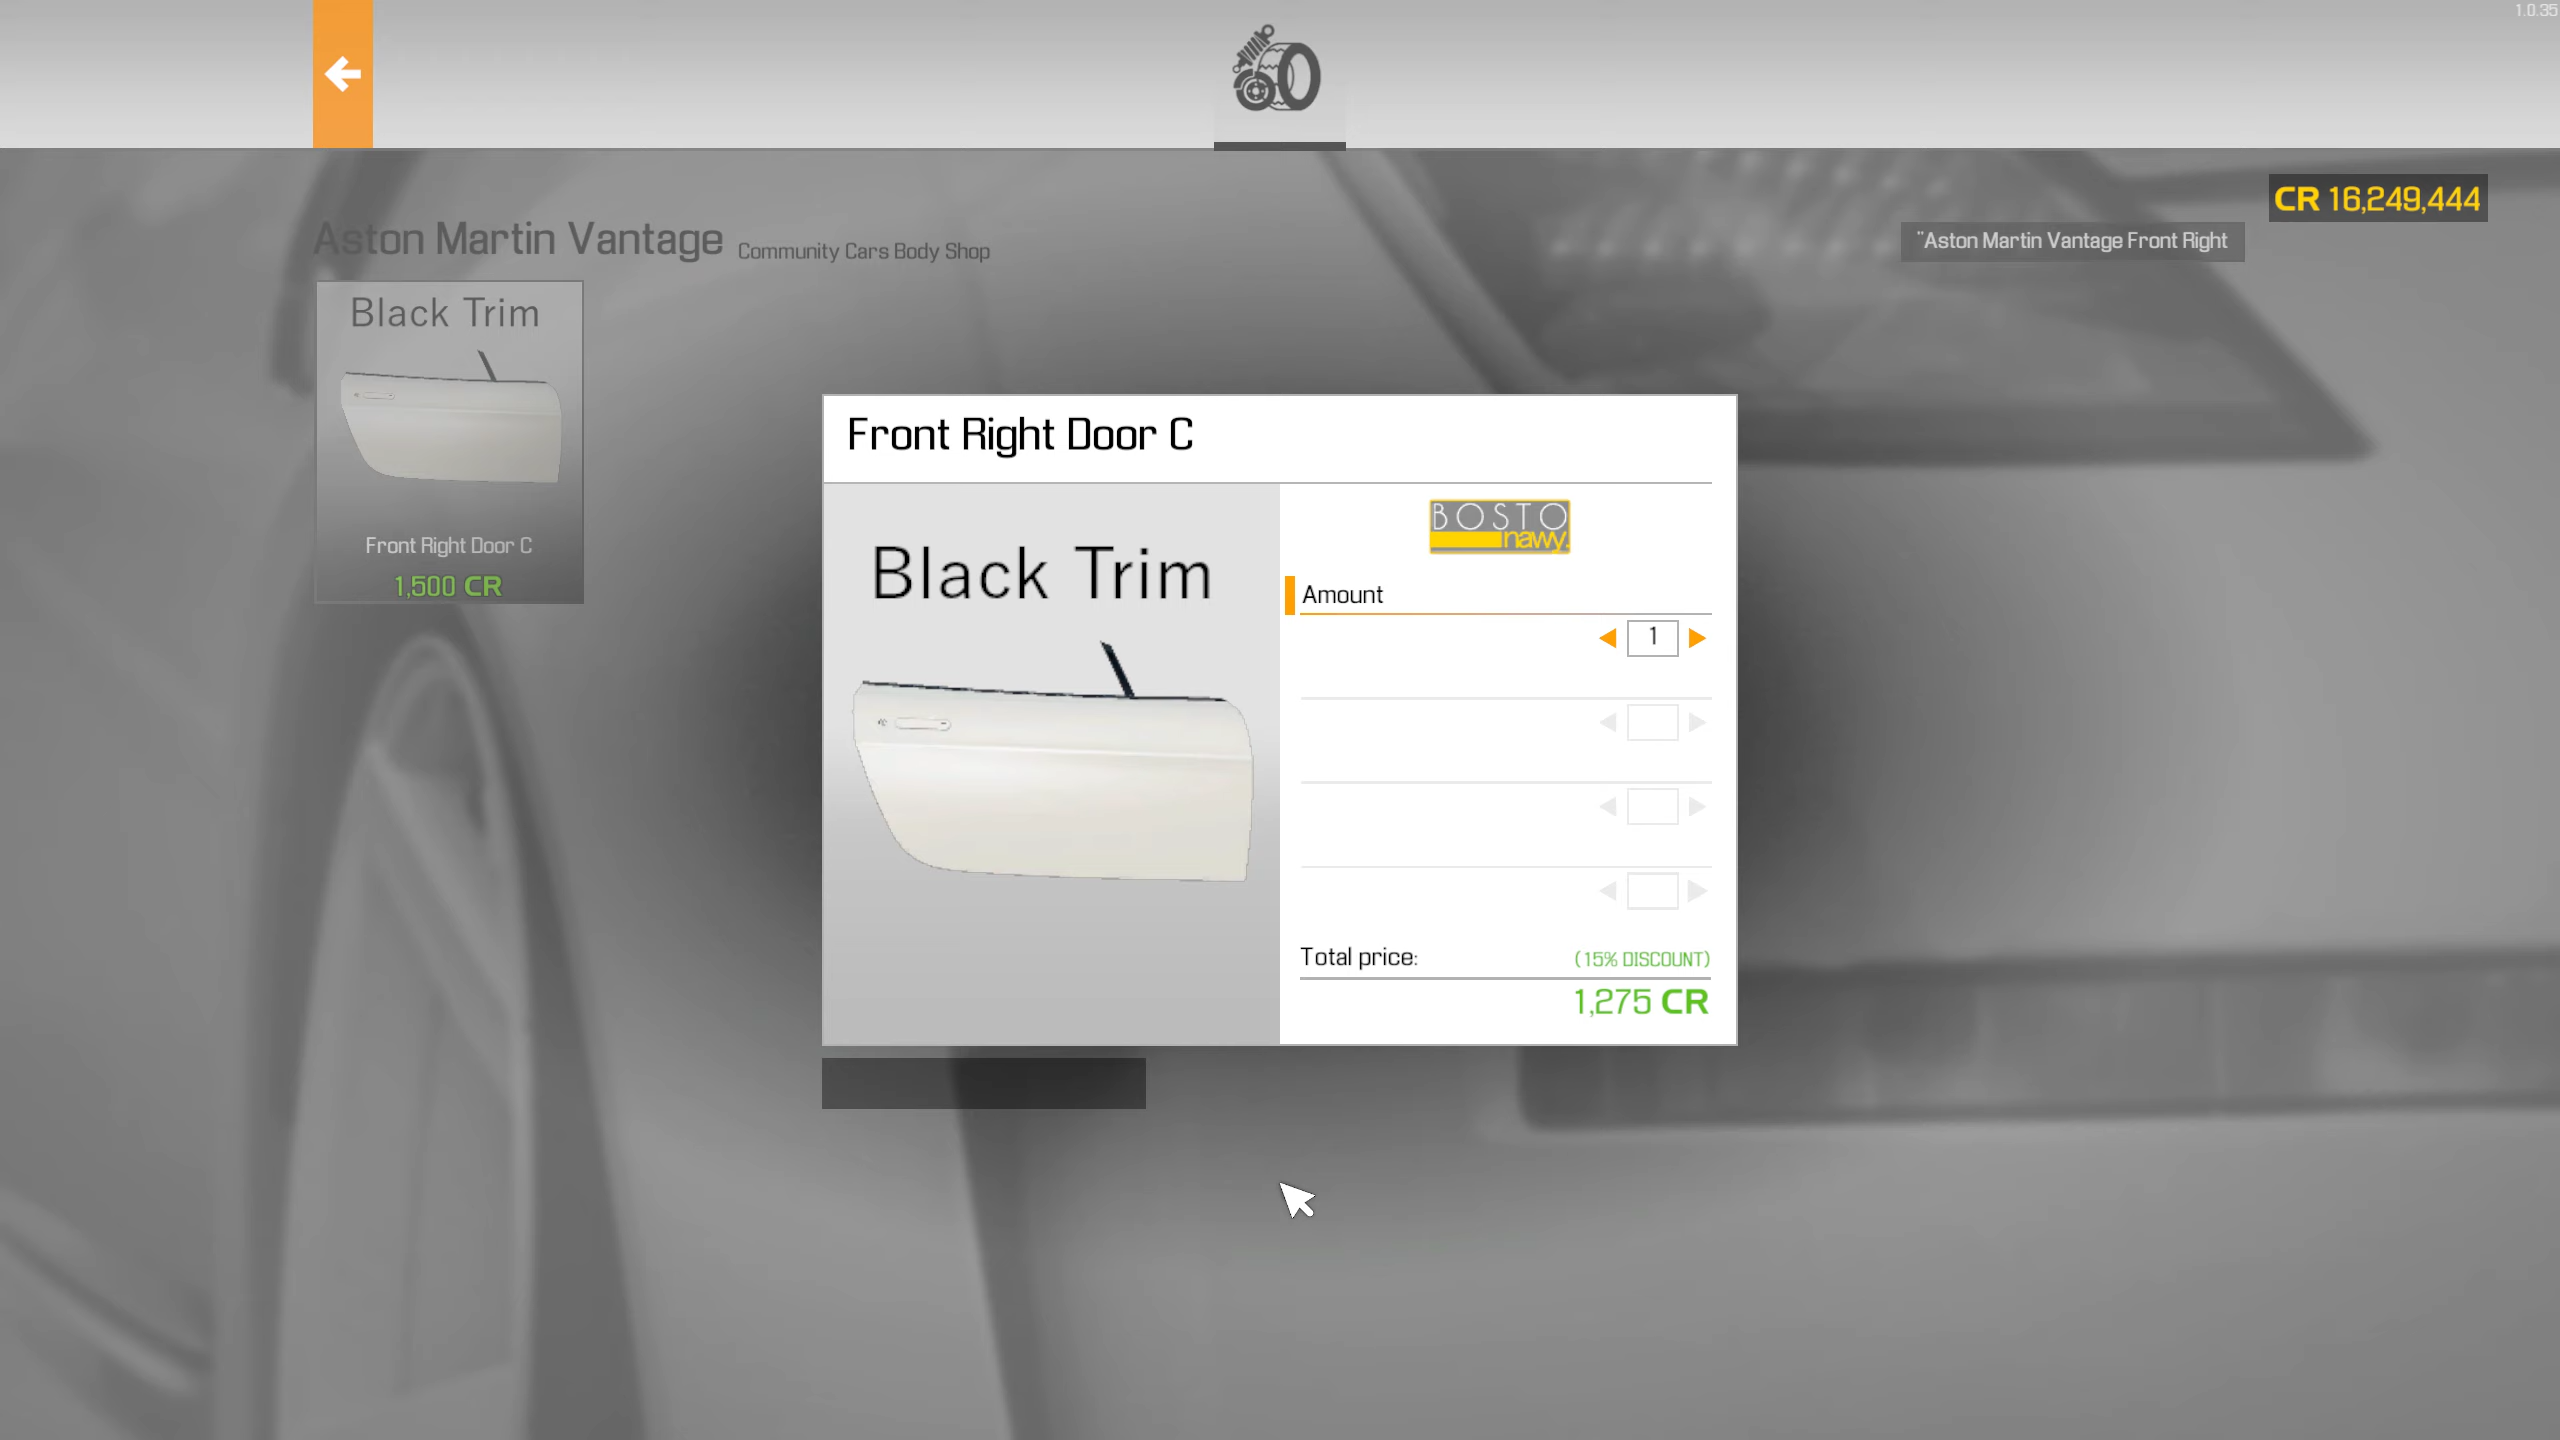 1.0.35
CR 16,249,444
Aston Martin Vantage Community Cars Body Shop
"Aston Martin Vantage Front Right
Black Trim
Front Right Door C
1,500 CR
Front Right Door C
Black Trim
BOSTO
nawy.
Amount
1
Total price: (15% DISCOUNT)
1,275 CR